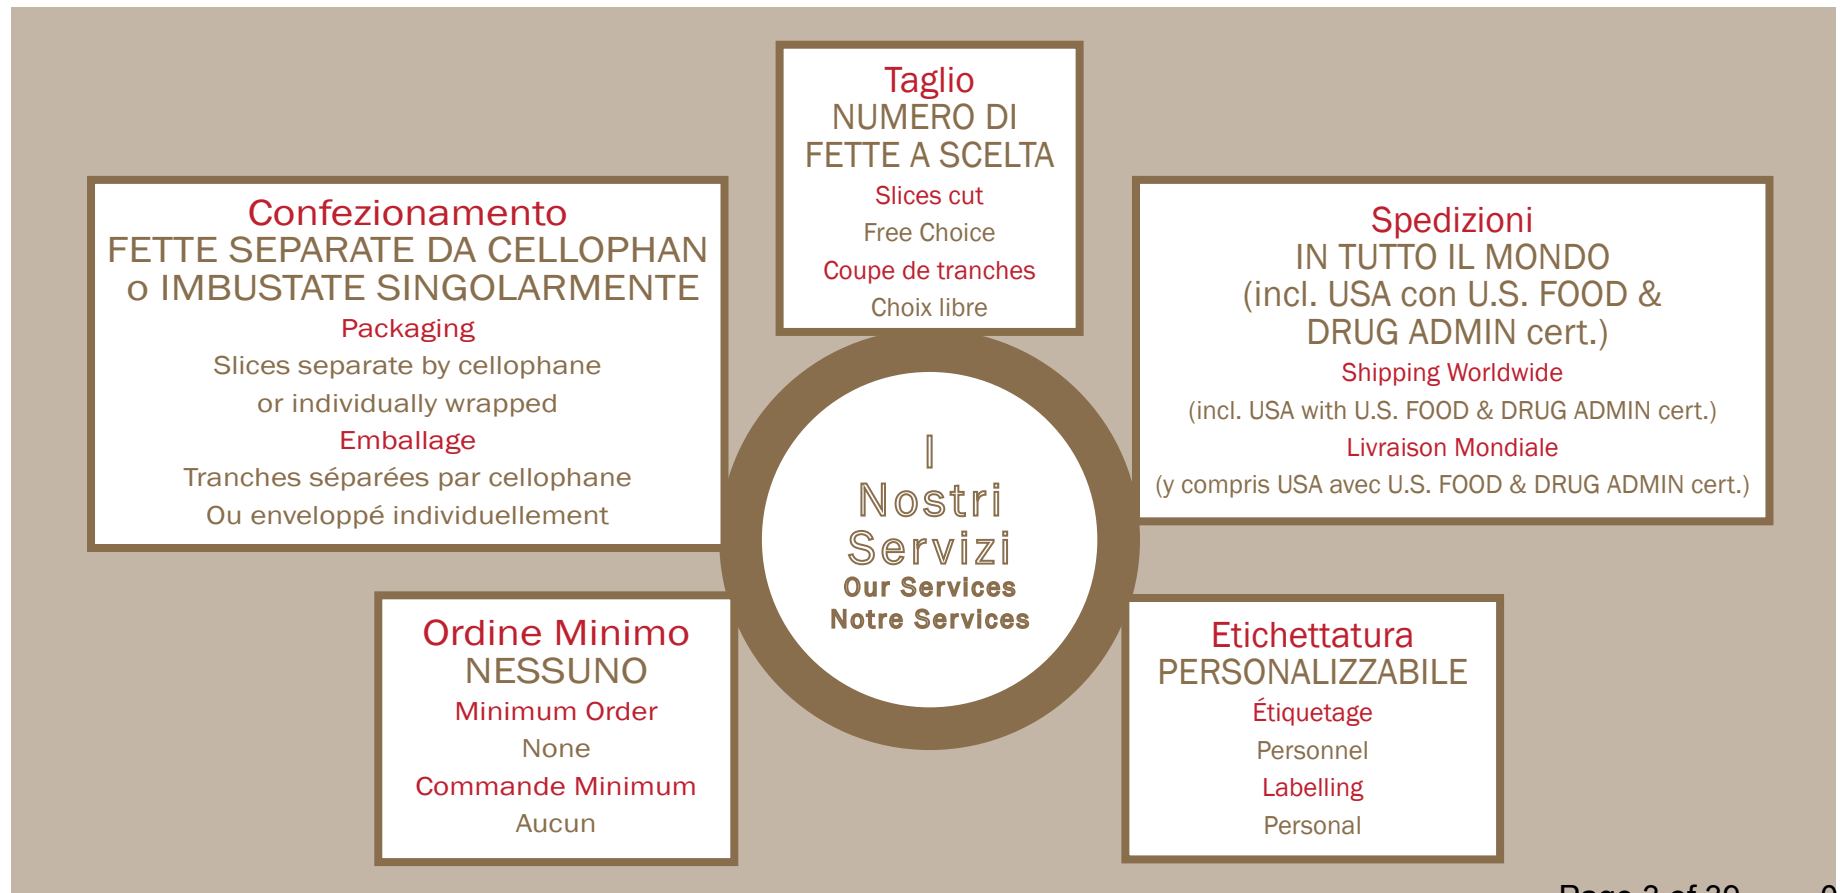 Taglio
NUMERO DI
FETTE A SCELTA
Slices cut
Free Choice
Coupe de tranches
Choix libre
Confezionamento
FETTE SEPARATE DA CELLOPHAN
o IMBUSTATE SINGOLARMENTE
Packaging
Slices separate by cellophane
or individually wrapped
Emballage
Tranches séparées par cellophane
Ou enveloppé individuellement
Spedizioni
IN TUTTO IL MONDO
(incl. USA con U.S. FOOD &
DRUG ADMIN cert.)
Shipping Worldwide
(incl. USA with U.S. FOOD & DRUG ADMIN cert.)
Livraison Mondiale
(y compris USA avec U.S. FOOD & DRUG ADMIN cert.)
I
Nostri
Servizi
Our Services
Notre Services
Ordine Minimo
NESSUNO
Minimum Order
None
Commande Minimum
Aucun
Etichettatura
PERSONALIZZABILE
Étiquetage
Personnel
Labelling
Personal
Page 3 of